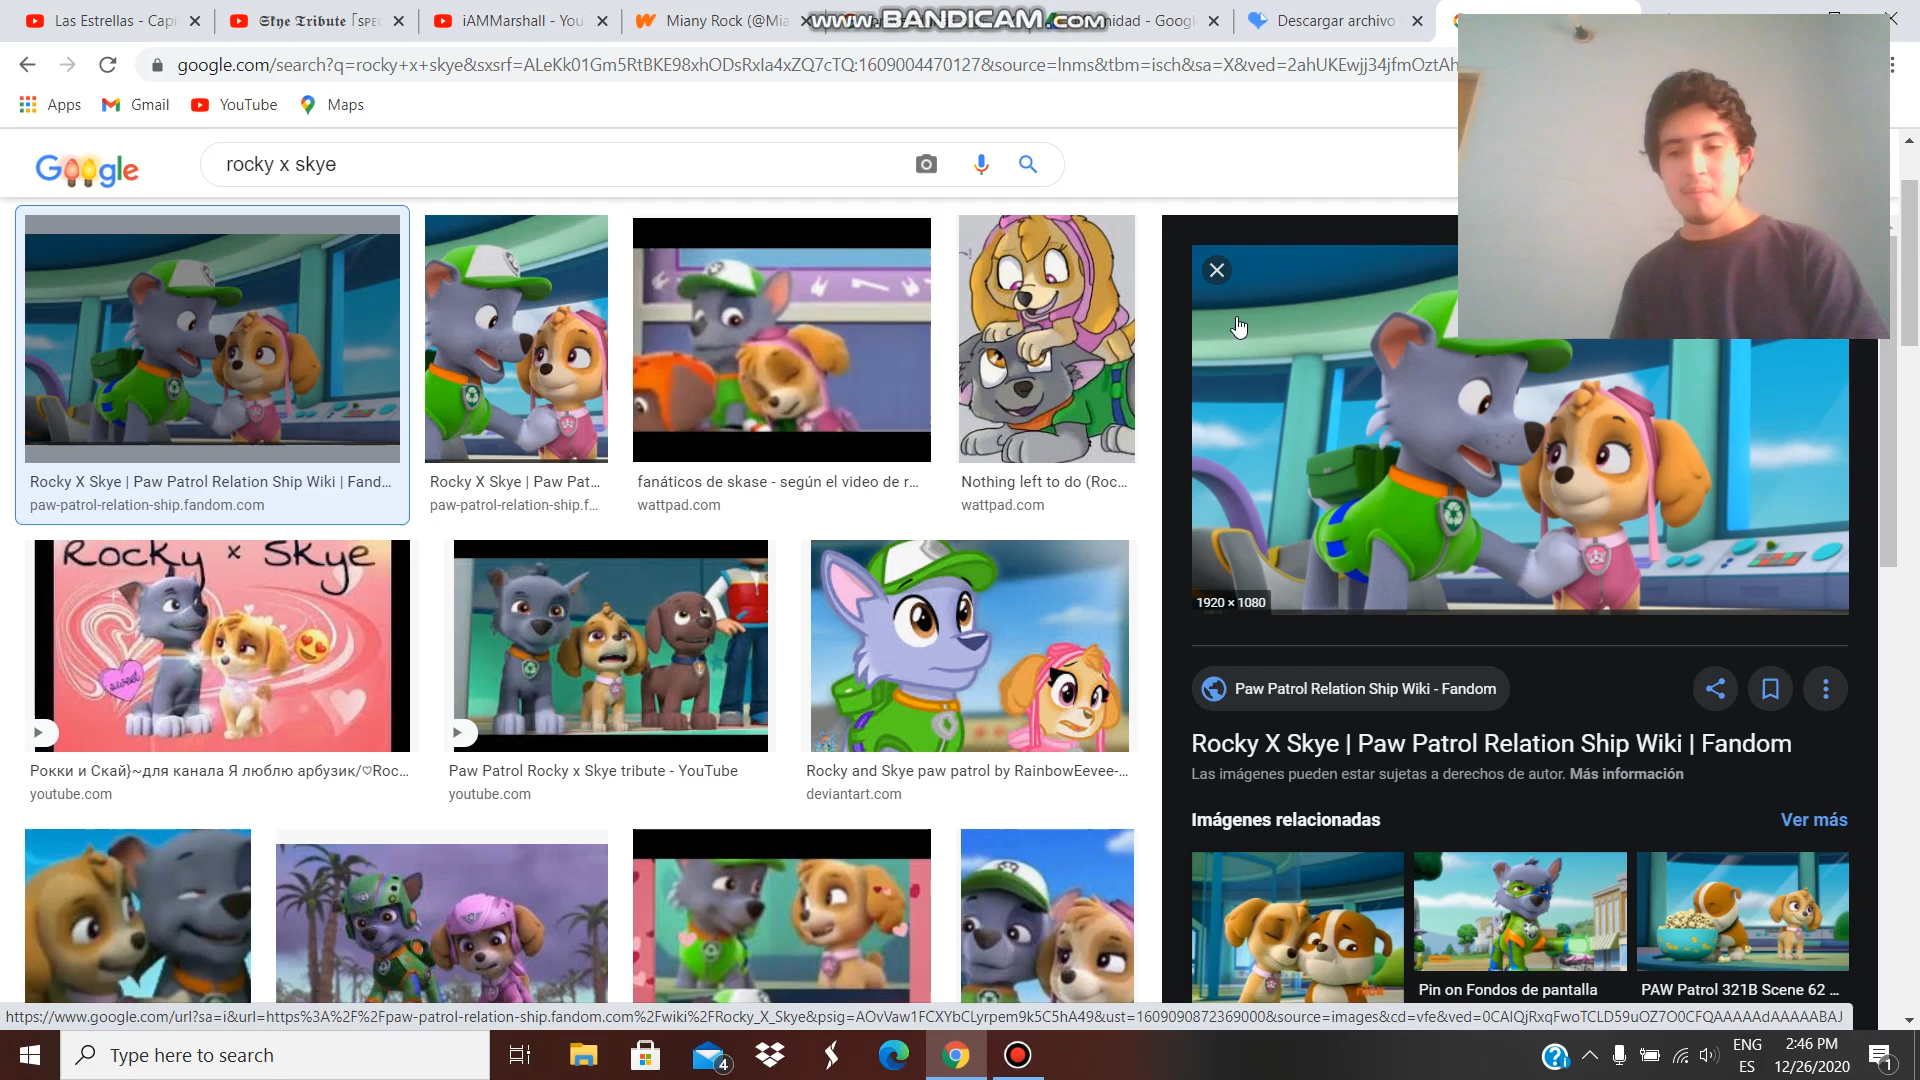 Las Estrellas - Capi
𝕾𝖐𝖞𝖊 𝕿𝖗𝖎𝖇𝖚𝖙𝖊「SPEC
iAMMarshall - You
Miany Rock (@Mia
www.BANDICAM.com
nidad - Googl
Descargar archivo
google.com/search?q=rocky+x+skye&sxsrf=ALeKk01Gm5RtBKE98xhODsRxla4xZQ7cTQ:1609004470127&source=lnms&tbm=isch&sa=X&ved=2ahUKEwjj34jfmOztAh
Apps
Gmail
YouTube
Maps
Google
rocky x skye
Rocky X Skye | Paw Patrol Relation Ship Wiki | Fand...
paw-patrol-relation-ship.fandom.com
Rocky X Skye | Paw Pat...
paw-patrol-relation-ship.f...
fanáticos de skase - según el video de r...
wattpad.com
Nothing left to do (Roc...
wattpad.com
Rocky x Skye
sweet
Рокки и Скай}~для канала Я люблю арбузик/♡Roc...
youtube.com
Paw Patrol Rocky x Skye tribute - YouTube
youtube.com
Rocky and Skye paw patrol by RainbowEevee-...
deviantart.com
1920 × 1080
Paw Patrol Relation Ship Wiki - Fandom
Rocky X Skye | Paw Patrol Relation Ship Wiki | Fandom
Las imágenes pueden estar sujetas a derechos de autor. Más información
Imágenes relacionadas
Ver más
Pin on Fondos de pantalla
PAW Patrol 321B Scene 62 ...
https://www.google.com/url?sa=i&url=https%3A%2F%2Fpaw-patrol-relation-ship.fandom.com%2Fwiki%2FRocky_X_Skye&psig=AOvVaw1FCXYbCLyrpem9k5C5hA49&ust=1609090872369000&source=images&cd=vfe&ved=0CAIQjRxqFwoTCLD59uOZ7O0CFQAAAAAdAAAAABAJ
Type here to search
4
ENG
ES
2:46 PM
12/26/2020
1